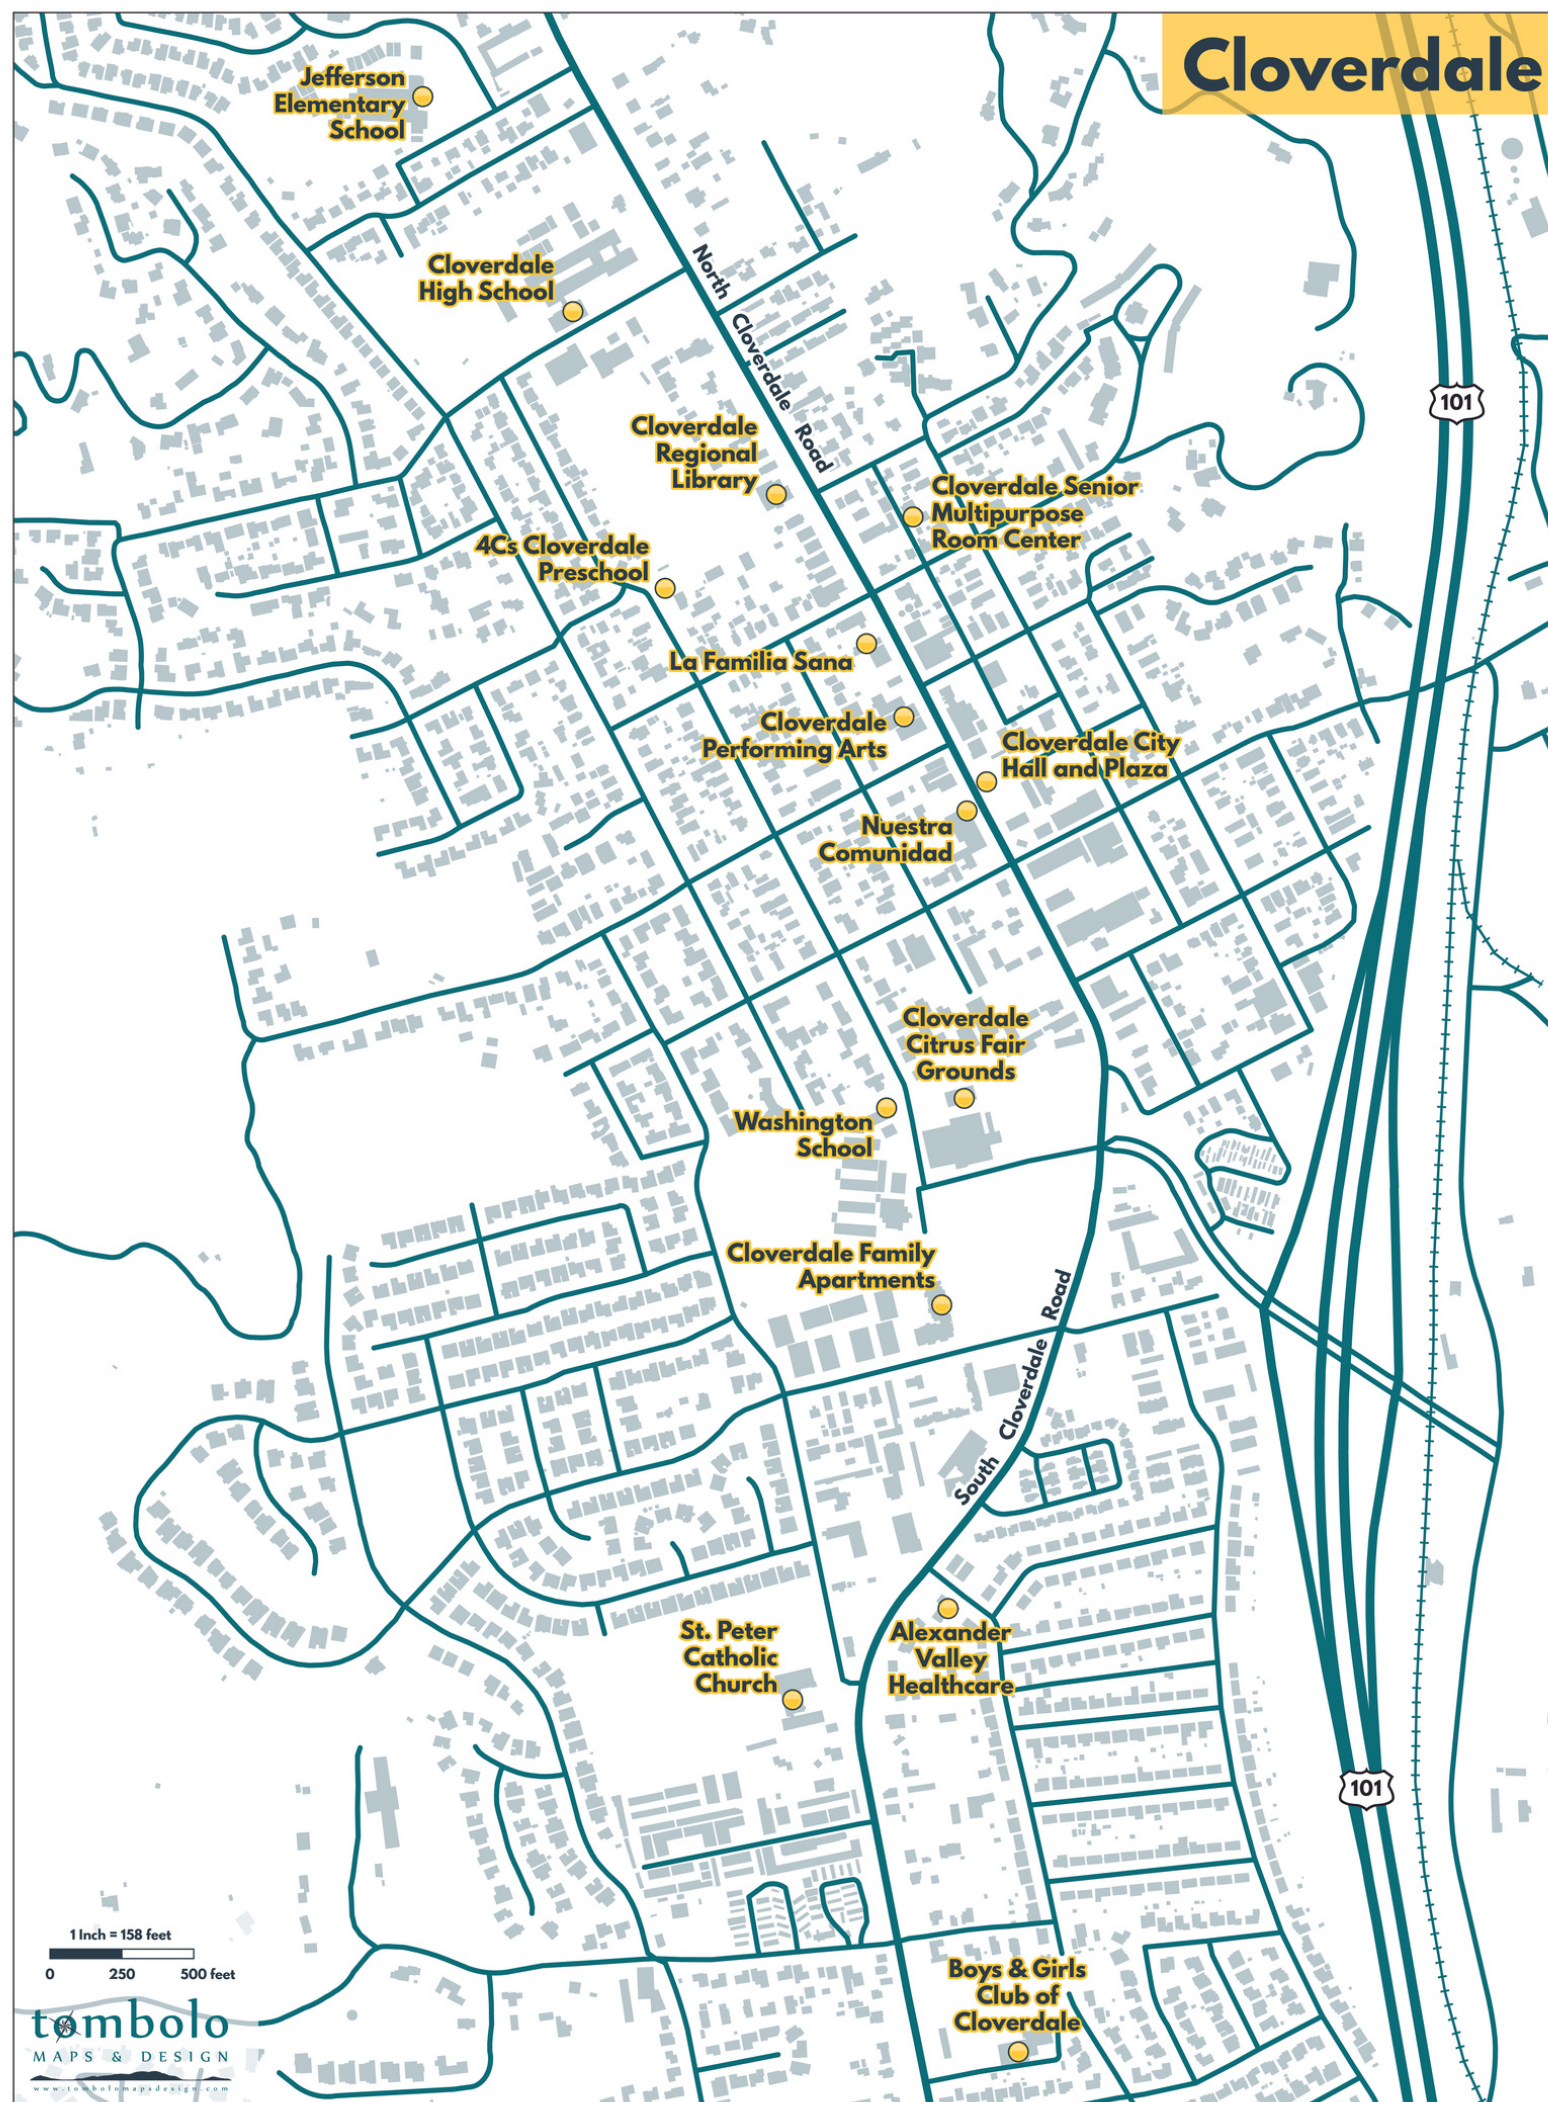 Cloverdale
Jefferson
Elementary
School
Cloverdale
High School
North Cloverdale Road
101
Cloverdale
Regional
Library
Cloverdale Senior
Multipurpose
Room Center
4Cs Cloverdale
Preschool
La Familia Sana
Cloverdale
Performing Arts
Cloverdale City
Hall and Plaza
Nuestra
Comunidad
Cloverdale
Citrus Fair
Grounds
Washington
School
Cloverdale Family
Apartments
South Cloverdale Road
St. Peter
Catholic
Church
Alexander
Valley
Healthcare
101
1 Inch = 158 feet
0 250 500 feet
Boys & Girls
Club of
Cloverdale
tombolo
MAPS & DESIGN
www.tombolomapsdesign.com